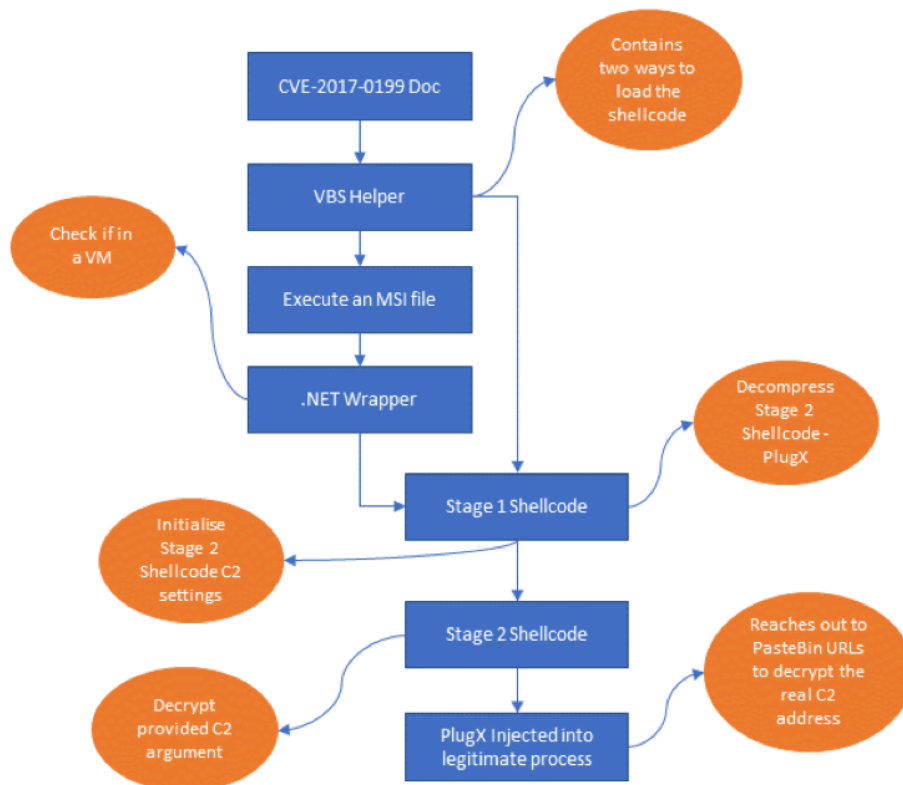 CVE-2017-0199 Doc
Contains
two ways to
load the
shellcode
VBS Helper
Check if in
a VM
Execute an MSI file
.NET Wrapper
Decompress
Stage 2
Shellcode -
PlugX
Stage 1 Shellcode
Initialise
Stage 2
Shellcode C2
settings
Stage 2 Shellcode
Reaches out to
PasteBin URLs
to decrypt the
real C2
address
Decrypt
provided C2
argument
PlugX Injected into
legitimate process